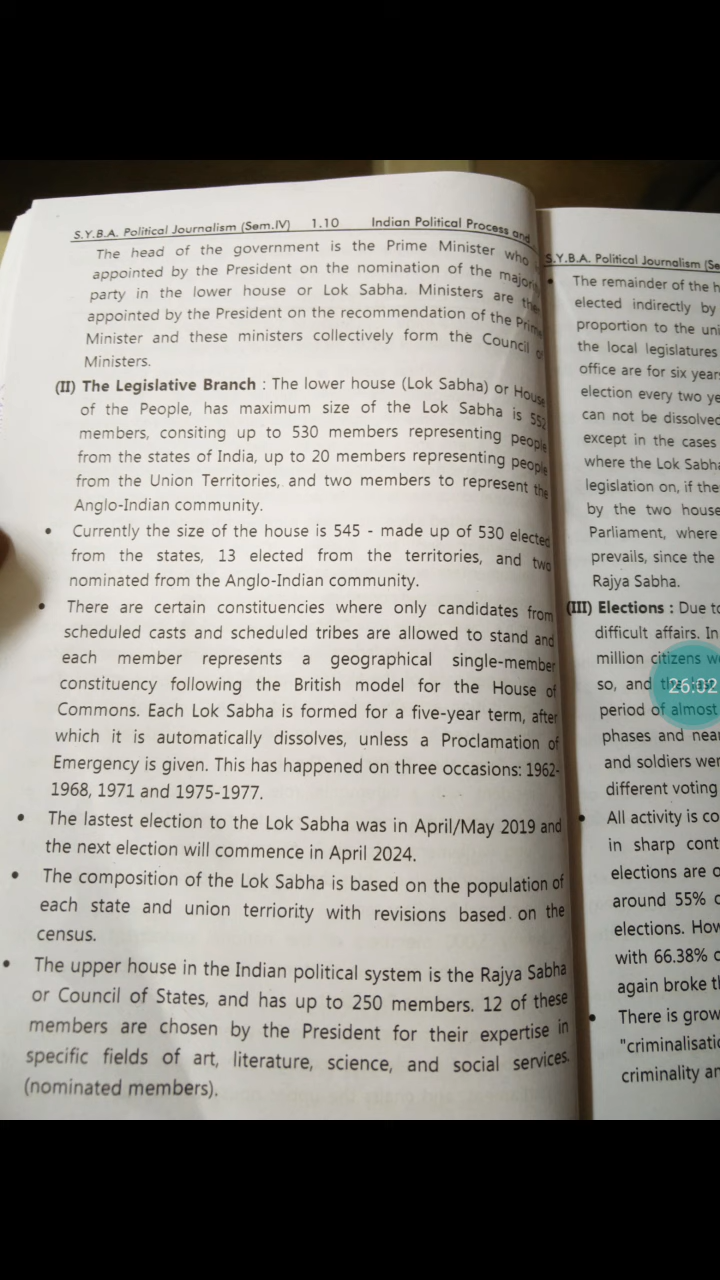 S.Y.B.A. Political Journalism (Sem.IV) 1.10 Indian Political Process and
The head of the government is the Prime Minister who
appointed by the President on the nomination of the majori
party in the lower house or Lok Sabha. Ministers are the
appointed by the President on the recommendation of the Prime
Minister and these ministers collectively form the Council of
Ministers.
(II) The Legislative Branch : The lower house (Lok Sabha) or House
of the People, has maximum size of the Lok Sabha is 552
members, consiting up to 530 members representing people
from the states of India, up to 20 members representing people
from the Union Territories, and two members to represent the
Anglo-Indian community.
• Currently the size of the house is 545 - made up of 530 elected
from the states, 13 elected from the territories, and two
nominated from the Anglo-Indian community.
• There are certain constituencies where only candidates from
scheduled casts and scheduled tribes are allowed to stand and
each member represents a geographical single-member
constituency following the British model for the House of
Commons. Each Lok Sabha is formed for a five-year term, after
which it is automatically dissolves, unless a Proclamation of
Emergency is given. This has happened on three occasions: 1962-
1968, 1971 and 1975-1977.
• The lastest election to the Lok Sabha was in April/May 2019 and
the next election will commence in April 2024.
• The composition of the Lok Sabha is based on the population of
each state and union terriority with revisions based on the
census.
• The upper house in the Indian political system is the Rajya Sabha
or Council of States, and has up to 250 members. 12 of these
members are chosen by the President for their expertise in
specific fields of art, literature, science, and social services.
(nominated members).
S.Y.B.A. Political Journalism (Se
• The remainder of the h
elected indirectly by
proportion to the uni
the local legislatures
office are for six year
election every two ye
can not be dissolved
except in the cases
where the Lok Sabha
legislation on, if the
by the two house
Parliament, where
prevails, since the
Rajya Sabha.
(III) Elections : Due to
difficult affairs. In
million citizens we
so, and
26:02
period of almost
phases and near
and soldiers wer
different voting
• All activity is co
in sharp cont
elections are o
around 55% o
elections. How
with 66.38% o
again broke th
• There is grow
"criminalisatio
criminality an